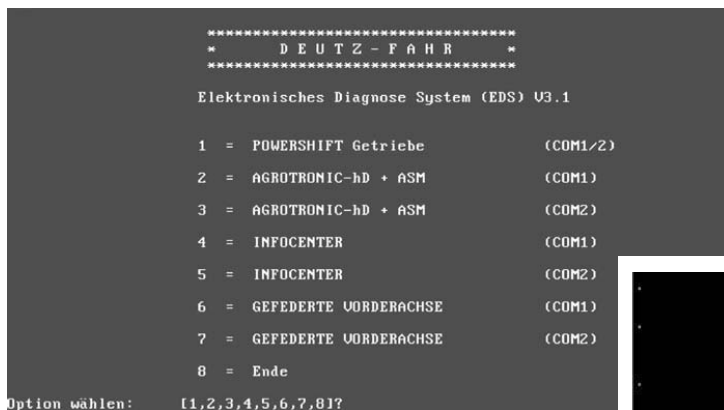 ***********************************
*       D E U T Z - F A H R       *
***********************************
Elektronisches Diagnose System (EDS) V3.1
1 = POWERSHIFT Getriebe (COM1/2)
2 = AGROTRONIC-hD + ASM (COM1)
3 = AGROTRONIC-hD + ASM (COM2)
4 = INFOCENTER (COM1)
5 = INFOCENTER (COM2)
6 = GEFEDERTE VORDERACHSE (COM1)
7 = GEFEDERTE VORDERACHSE (COM2)
8 = Ende
Option wählen: [1,2,3,4,5,6,7,8]?